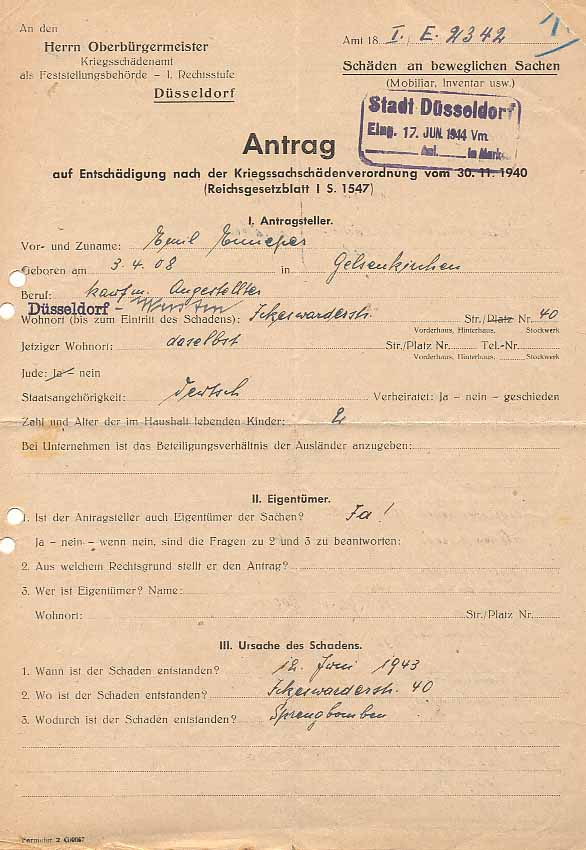 An den
Herrn Oberbürgermeister
Kriegsschädenamt
als Feststellungsbehörde – I. Rechtsstufe
Düsseldorf
Amt 18 I. E. 2342
Schäden an beweglichen Sachen
(Mobiliar, Inventar usw.)
Stadt Düsseldorf
Eing. 17. JUN. 1944 Vm.
Anl. in Mark
Antrag
auf Entschädigung nach der Kriegssachschädenverordnung vom 30. 11. 1940
(Reichsgesetzblatt I S. 1547)
I. Antragsteller.
Vor- und Zuname: Emil
Geboren am 3. 4. 08 in Gelsenkirchen
Beruf: kaufm. Angestellter
Düsseldorf -
Wohnort (bis zum Eintritt des Schadens): Ickerswarderstr. Str./Platz Nr. 40
Vorderhaus, Hinterhaus, Stockwerk
Jetziger Wohnort: daselbst Str./Platz Nr. Tel.-Nr.
Vorderhaus, Hinterhaus, Stockwerk
Jude: Ja – nein
Staatsangehörigkeit: deutsch Verheiratet: Ja – nein – geschieden
Zahl und Alter der im Haushalt lebenden Kinder: 2
Bei Unternehmen ist das Beteiligungsverhältnis der Ausländer anzugeben:
II. Eigentümer.
1. Ist der Antragsteller auch Eigentümer der Sachen? Ja!
Ja – nein – wenn nein, sind die Fragen zu 2 und 3 zu beantworten:
2. Aus welchem Rechtsgrund stellt er den Antrag?
3. Wer ist Eigentümer? Name:
Wohnort: Str./Platz Nr.
III. Ursache des Schadens.
1. Wann ist der Schaden entstanden? 12. Juni 1943
2. Wo ist der Schaden entstanden? Ickerswarderstr. 40
3. Wodurch ist der Schaden entstanden? Sprengbomben